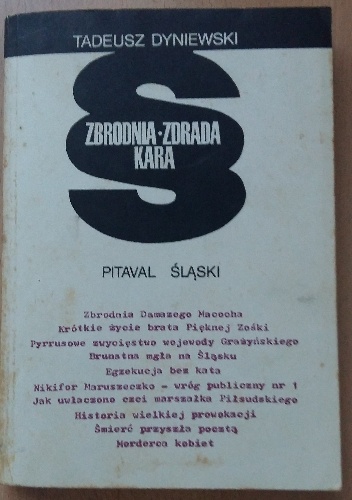 TADEUSZ DYNIEWSKI
§
ZBRODNIA·ZDRADA
KARA
PITAVAL ŚLĄSKI
Zbrodnia Damazego Macocha
Krótkie życie brata Pięknej Zośki
Pyrrusowe zwycięstwo wojewody Grażyńskiego
Brunatna mgła na Śląsku
Egzekucja bez kata
Nikifor Maruszeczko - wróg publiczny nr 1
Jak uwłaczono czci marszałka Piłsudskiego
Historia wielkiej prowokacji
Śmierć przyszła pocztą
Morderca kobiet